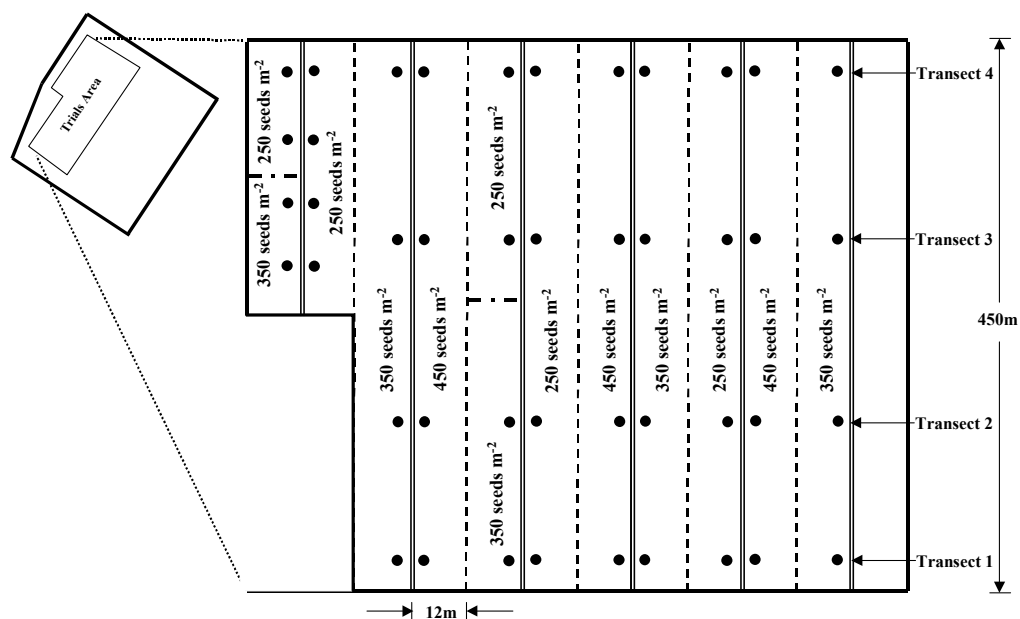 Trials Area
250 seeds m-2
350 seeds m-2
250 seeds m-2
350 seeds m-2
450 seeds m-2
250 seeds m-2
350 seeds m-2
250 seeds m-2
450 seeds m-2
350 seeds m-2
250 seeds m-2
450 seeds m-2
350 seeds m-2
Transect 4
Transect 3
450m
Transect 2
Transect 1
12m